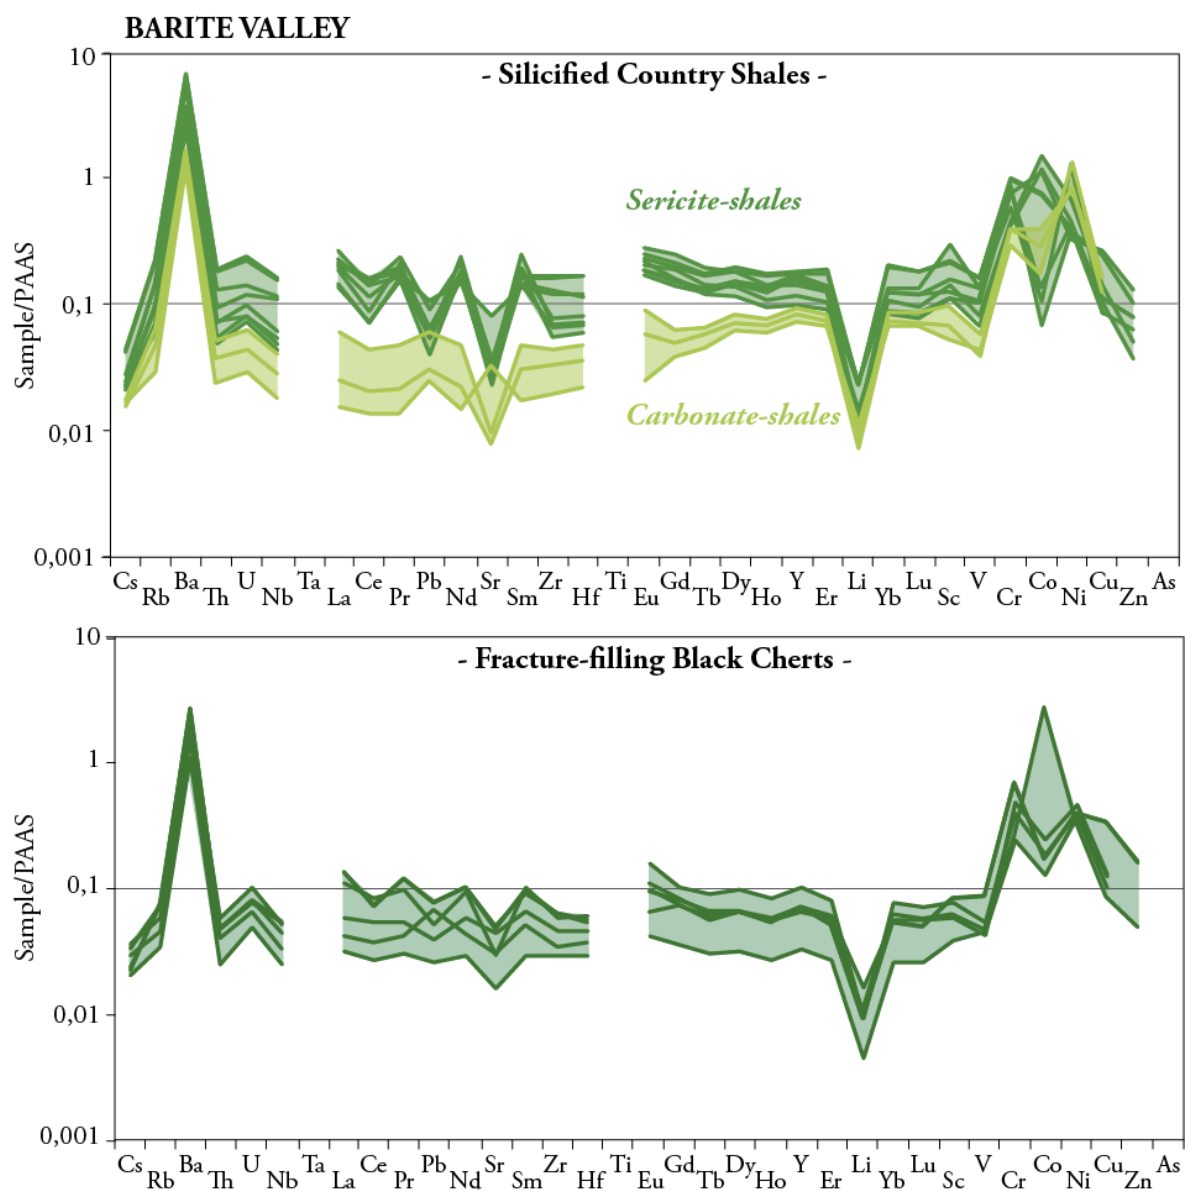 BARITE VALLEY
- Silicified Country Shales -
10
1
0,1
0,01
0,001
Sample/PAAS
Sericite-shales
Carbonate-shales
Cs Rb Ba Th U Nb Ta La Ce Pr Pb Nd Sr Sm Zr Hf Ti Eu Gd Tb Dy Ho Y Er Li Yb Lu Sc V Cr Co Ni Cu Zn As
- Fracture-filling Black Cherts -
10
1
0,1
0,01
0,001
Sample/PAAS
Cs Rb Ba Th U Nb Ta La Ce Pr Pb Nd Sr Sm Zr Hf Ti Eu Gd Tb Dy Ho Y Er Li Yb Lu Sc V Cr Co Ni Cu Zn As